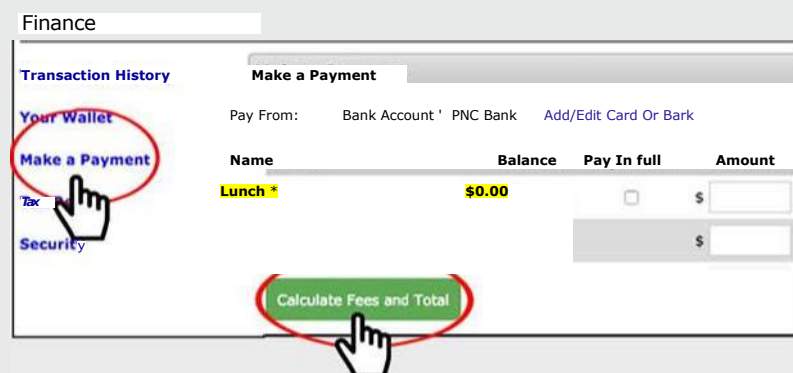 Finance
Transaction History
Make a Payment
Your Wallet
Pay From: Bank Account ' PNC Bank Add/Edit Card Or Bark
Make a Payment
Name Balance Pay In full Amount
Lunch * $0.00 $
Tax
Security
$
Calculate Fees and Total